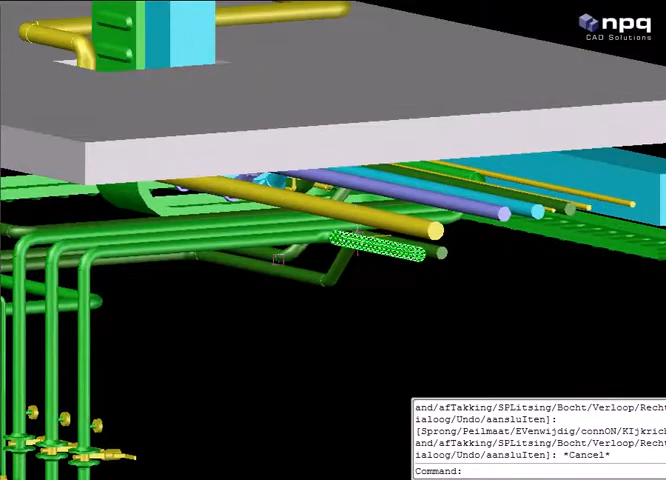 npq
CAD Solutions
and/afTakking/SPLitsing/Bocht/Verloop/Recht
ialoog/Undo/aansluIten]:
[Sprong/Peilmaat/EVenwijdig/connON/KIjkrich
and/afTakking/SPLitsing/Bocht/Verloop/Recht
ialoog/Undo/aansluIten]: *Cancel*
Command: